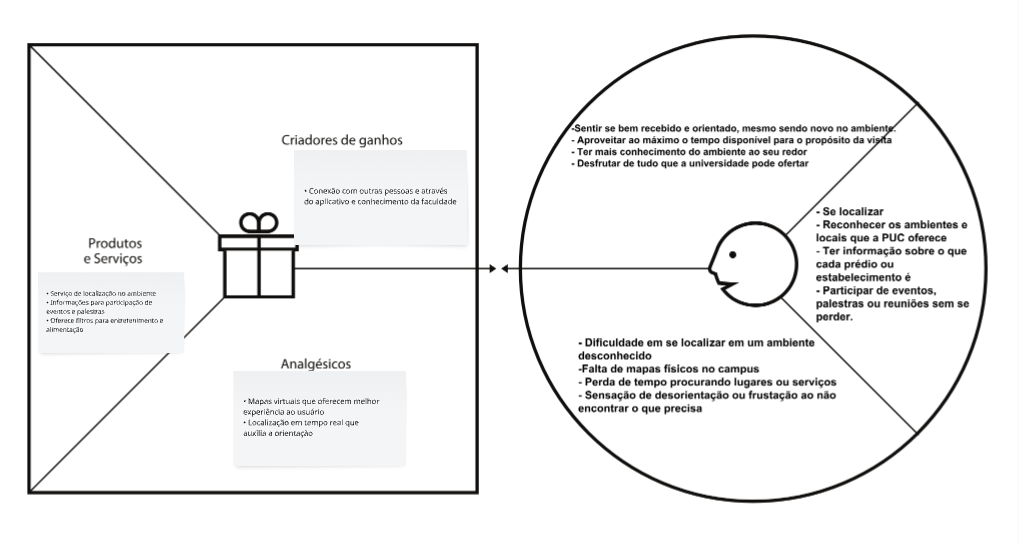 Criadores de ganhos
• Conexão com outras pessoas e através
do aplicativo e conhecimento da faculdade
Produtos
e Serviços
• Serviço de localização no ambiente
• Informações para participação de
eventos e palestras
• Oferece filtros para entretenimento e
alimentação
Analgésicos
• Mapas virtuais que oferecem melhor
experiência ao usuário
• Localização em tempo real que
auxilia a orientação
-Sentir se bem recebido e orientado, mesmo sendo novo no ambiente.
- Aproveitar ao máximo o tempo disponível para o propósito da visita
- Ter mais conhecimento do ambiente ao seu redor
- Desfrutar de tudo que a universidade pode ofertar
- Se localizar
- Reconhecer os ambientes e
locais que a PUC oferece
- Ter informação sobre o que
cada prédio ou
estabelecimento é
- Participar de eventos,
palestras ou reuniões sem se
perder.
- Dificuldade em se localizar em um ambiente
desconhecido
-Falta de mapas físicos no campus
- Perda de tempo procurando lugares ou serviços
- Sensação de desorientação ou frustação ao não
encontrar o que precisa